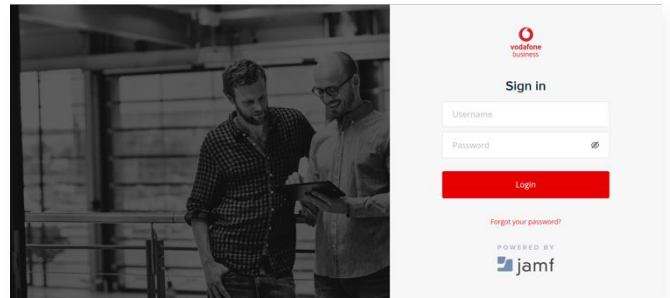 vodafone
business
Sign in
Username
Password
Login
Forgot your password?
POWERED BY
jamf